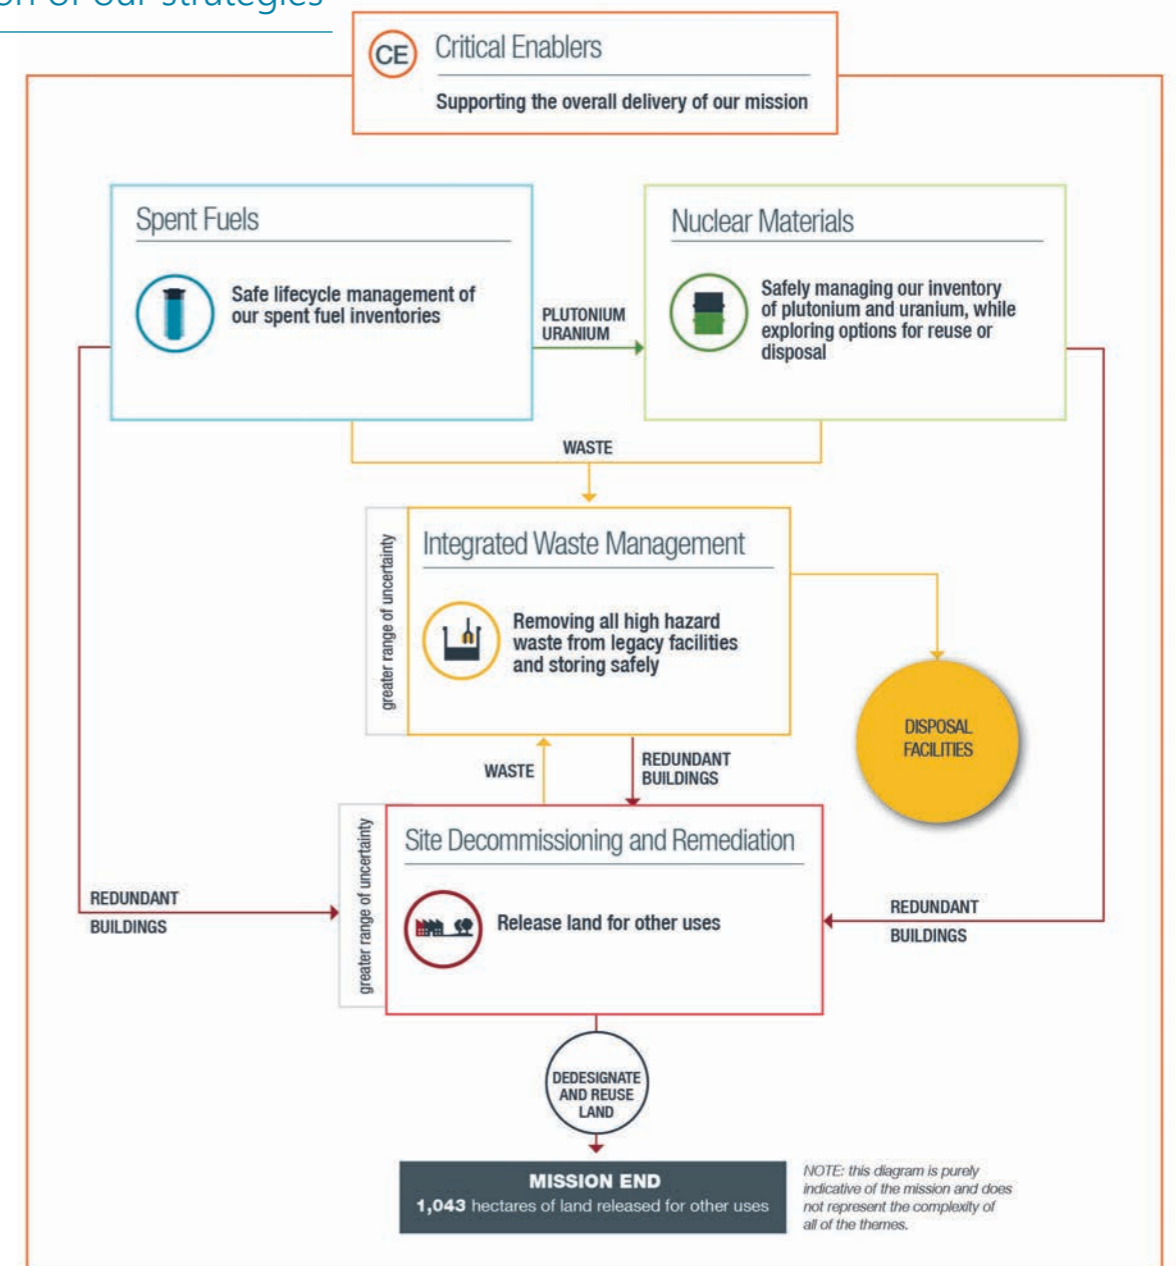 on of our strategies
CE
Critical Enablers
Supporting the overall delivery of our mission
Spent Fuels
Safe lifecycle management of
our spent fuel inventories
PLUTONIUM
URANIUM
Nuclear Materials
Safely managing our inventory
of plutonium and uranium, while
exploring options for reuse or
disposal
WASTE
greater range of uncertainty
Integrated Waste Management
Removing all high hazard
waste from legacy facilities
and storing safely
DISPOSAL
FACILITIES
WASTE
REDUNDANT
BUILDINGS
greater range of uncertainty
Site Decommissioning and Remediation
Release land for other uses
REDUNDANT
BUILDINGS
REDUNDANT
BUILDINGS
DEDESIGNATE
AND REUSE
LAND
MISSION END
1,043 hectares of land released for other uses
NOTE: this diagram is purely
indicative of the mission and does
not represent the complexity of
all of the themes.